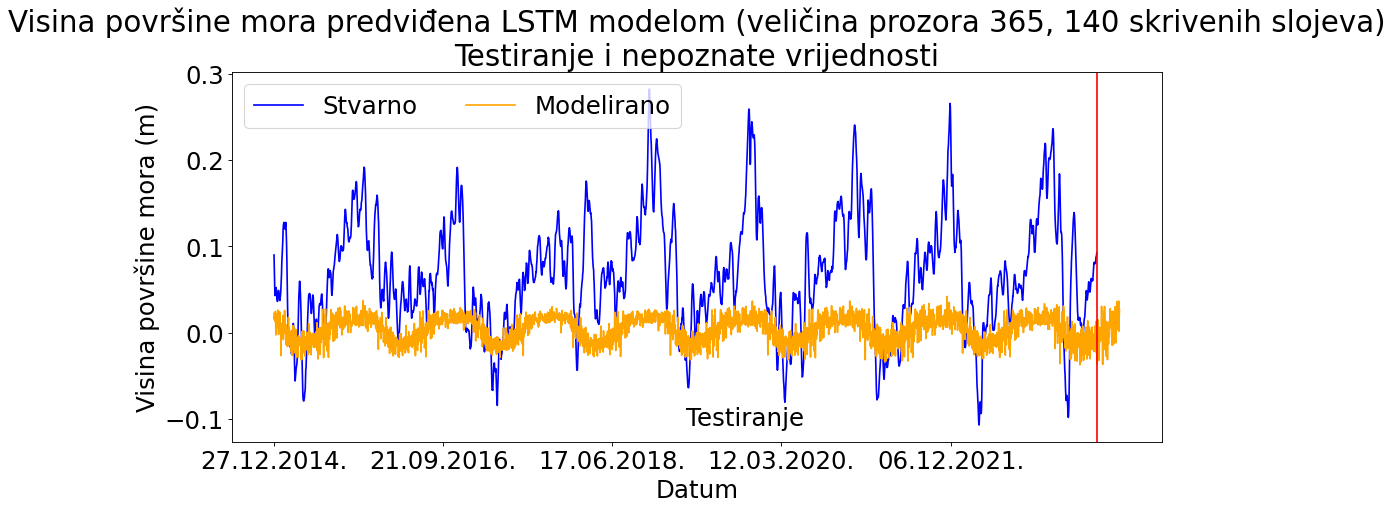 Visina površine mora predviđena LSTM modelom (veličina prozora 365, 140 skrivenih slojeva)
Testiranje i nepoznate vrijednosti
Stvarno
Modelirano
Visina površine mora (m)
0.3
0.2
0.1
0.0
−0.1
Testiranje
27.12.2014.
21.09.2016.
17.06.2018.
12.03.2020.
06.12.2021.
Datum